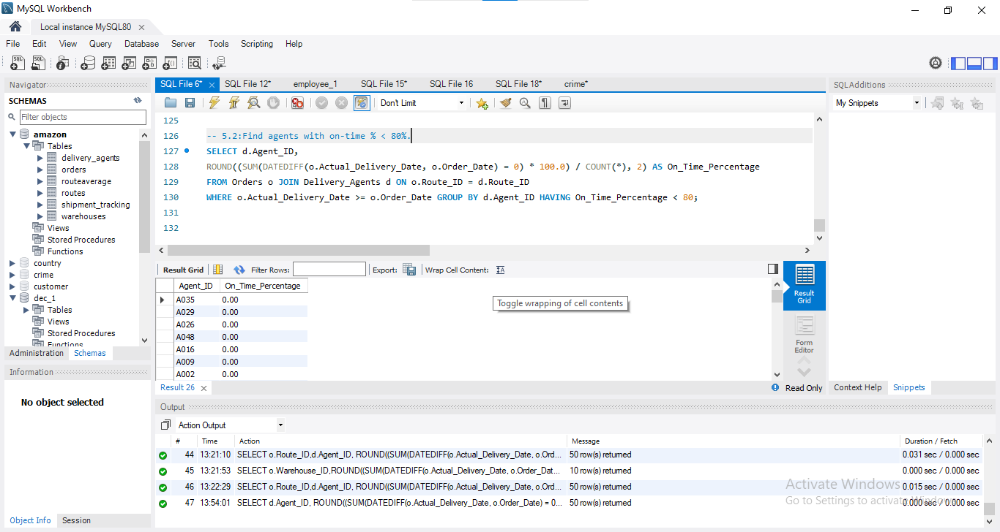 MySQL Workbench
Local instance MySQL80
File Edit View Query Database Server Tools Scripting Help
Navigator
SCHEMAS
Filter objects
amazon
Tables
delivery_agents
orders
routeaverage
routes
shipment_tracking
warehouses
Views
Stored Procedures
Functions
country
crime
customer
dec_1
Tables
Views
Stored Procedures
Functions
Administration Schemas
Information
No object selected
Object Info Session
SQL File 6* SQL File 12* employee_1 SQL File 15* SQL File 16 SQL File 18* crime*
Don't Limit
125
126 -- 5.2:Find agents with on-time % < 80%.
127 SELECT d.Agent_ID,
128 ROUND((SUM(DATEDIFF(o.Actual_Delivery_Date, o.Order_Date) = 0) * 100.0) / COUNT(*), 2) AS On_Time_Percentage
129 FROM Orders o JOIN Delivery_Agents d ON o.Route_ID = d.Route_ID
130 WHERE o.Actual_Delivery_Date >= o.Order_Date GROUP BY d.Agent_ID HAVING On_Time_Percentage < 80;
131
132
Result Grid Filter Rows: Export: Wrap Cell Content:
Agent_ID On_Time_Percentage
A035 0.00
A029 0.00
A026 0.00
A048 0.00
A016 0.00
A009 0.00
A002 0.00
Toggle wrapping of cell contents
Result
Grid
Form
Editor
Result 26 Read Only
SQLAdditions
My Snippets
Context Help Snippets
Output
Action Output
# Time Action Message Duration / Fetch
44 13:21:10 SELECT o.Route_ID,d.Agent_ID, ROUND((SUM(DATEDIFF(o.Actual_Delivery_Date, o.Ord... 50 row(s) returned 0.031 sec / 0.000 sec
45 13:21:53 SELECT o.Warehouse_ID,ROUND((SUM(DATEDIFF(o.Actual_Delivery_Date, o.Order_Dat... 10 row(s) returned 0.000 sec / 0.000 sec
46 13:22:29 SELECT o.Route_ID,d.Agent_ID, ROUND((SUM(DATEDIFF(o.Actual_Delivery_Date, o.Ord... 50 row(s) returned 0.015 sec / 0.000 sec
47 13:54:01 SELECT d.Agent_ID, ROUND((SUM(DATEDIFF(o.Actual_Delivery_Date, o.Order_Date) = 0... 50 row(s) returned 0.000 sec / 0.000 sec
Activate Windows
Go to Settings to activate Windows.